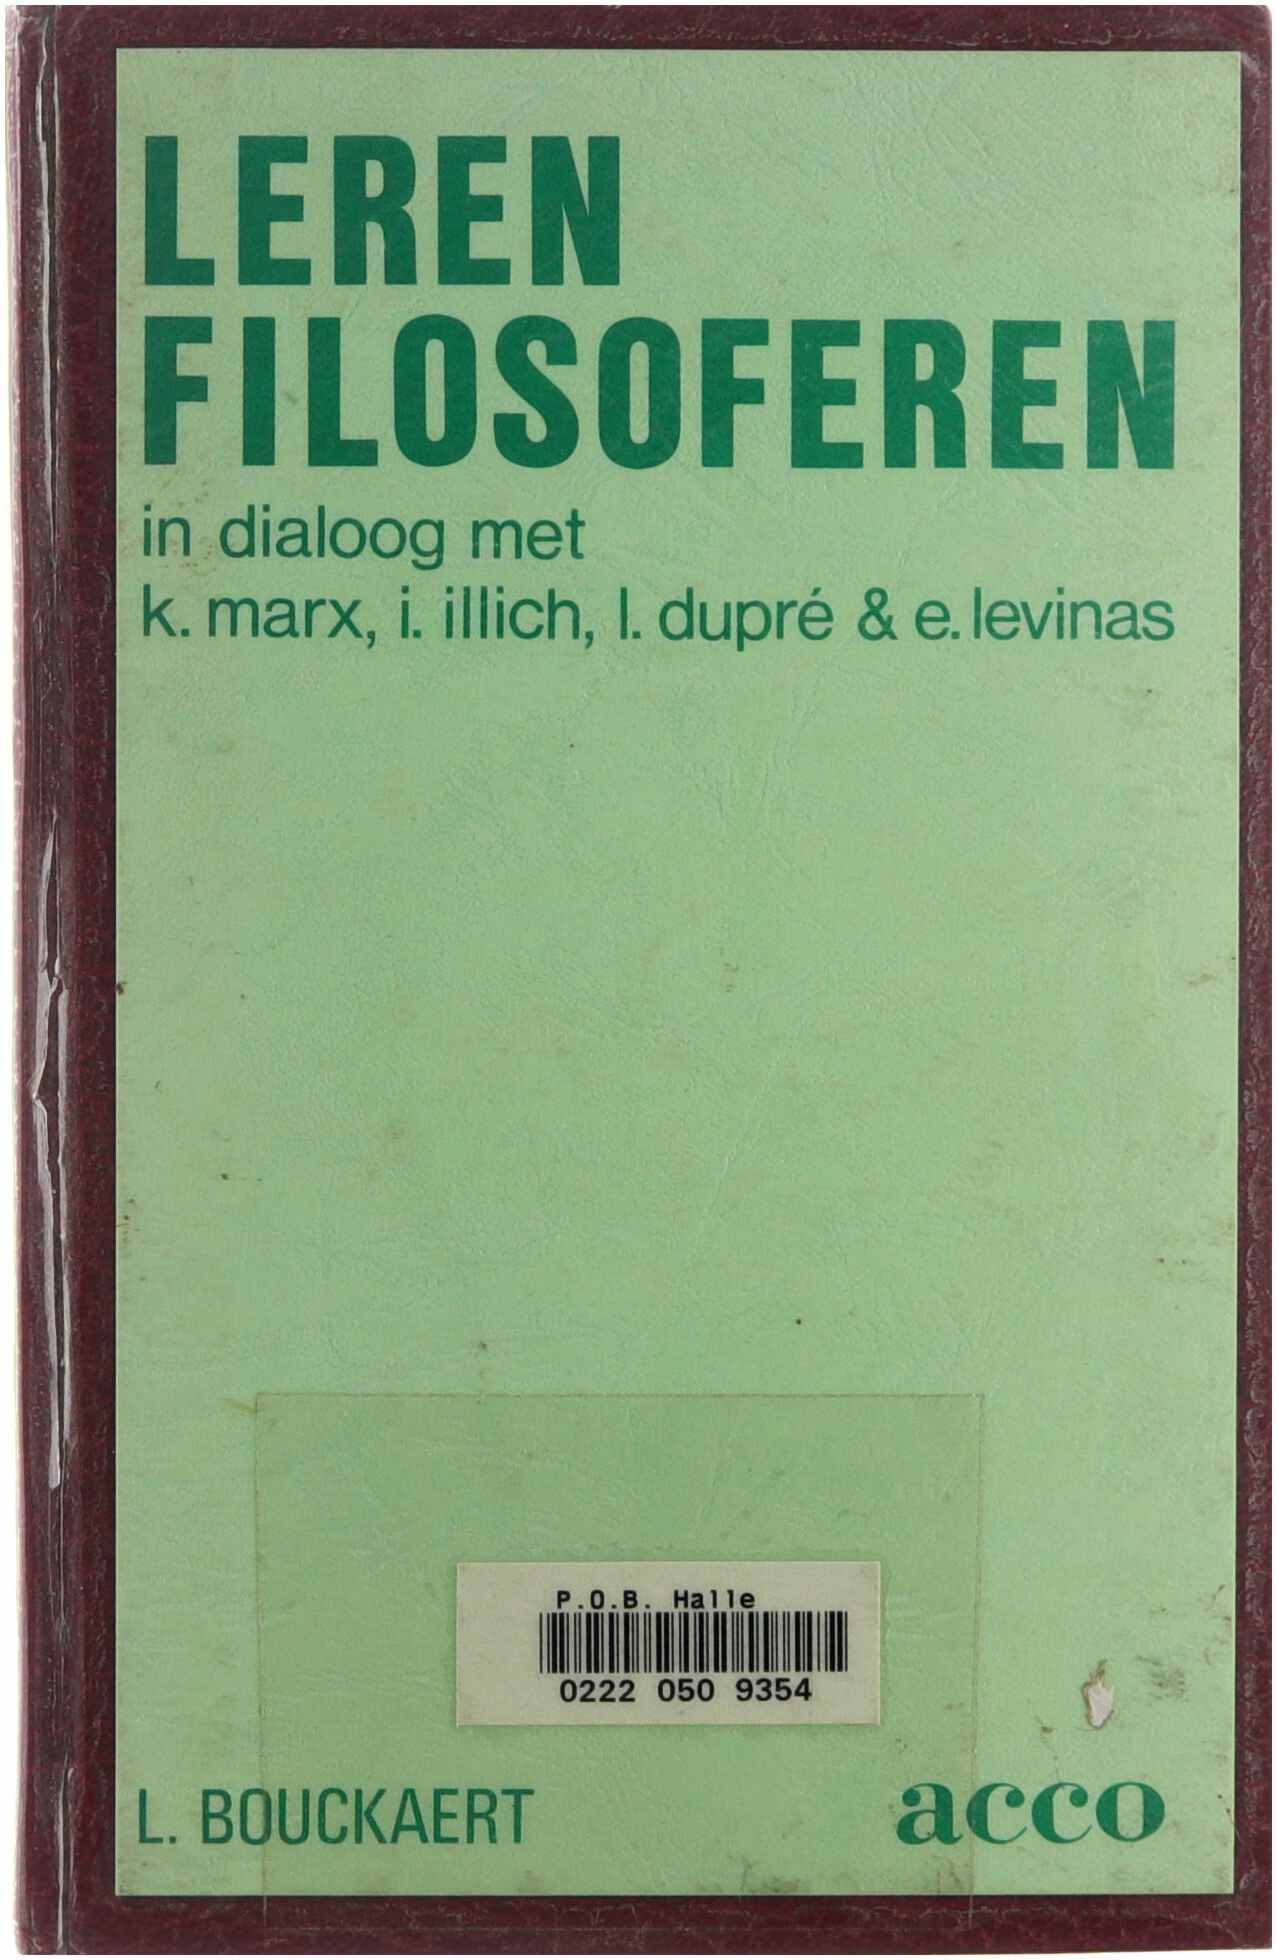 LEREN
FILOSOFEREN
in dialoog met
k. marx, i. illich, l. dupré & e. levinas
P.O.B. Halle
0222 050 9354
L. BOUCKAERT
acco